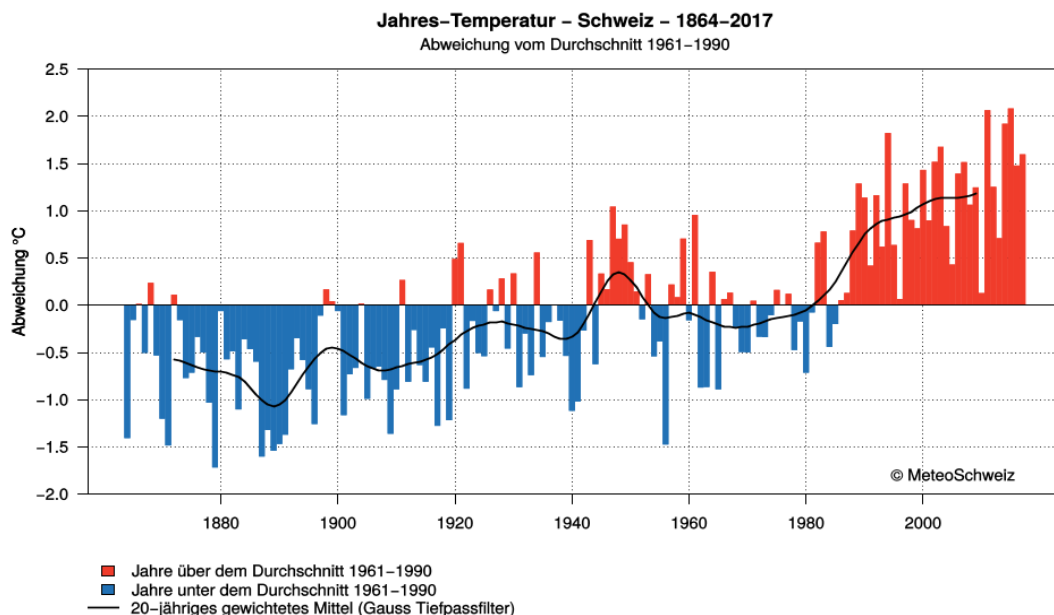 Jahres–Temperatur – Schweiz – 1864–2017
Abweichung vom Durchschnitt 1961–1990
Abweichung °C
2.5
2.0
1.5
1.0
0.5
0.0
−0.5
−1.0
−1.5
−2.0
© MeteoSchweiz
1880 1900 1920 1940 1960 1980 2000
Jahre über dem Durchschnitt 1961–1990
Jahre unter dem Durchschnitt 1961–1990
20–jähriges gewichtetes Mittel (Gauss Tiefpassfilter)